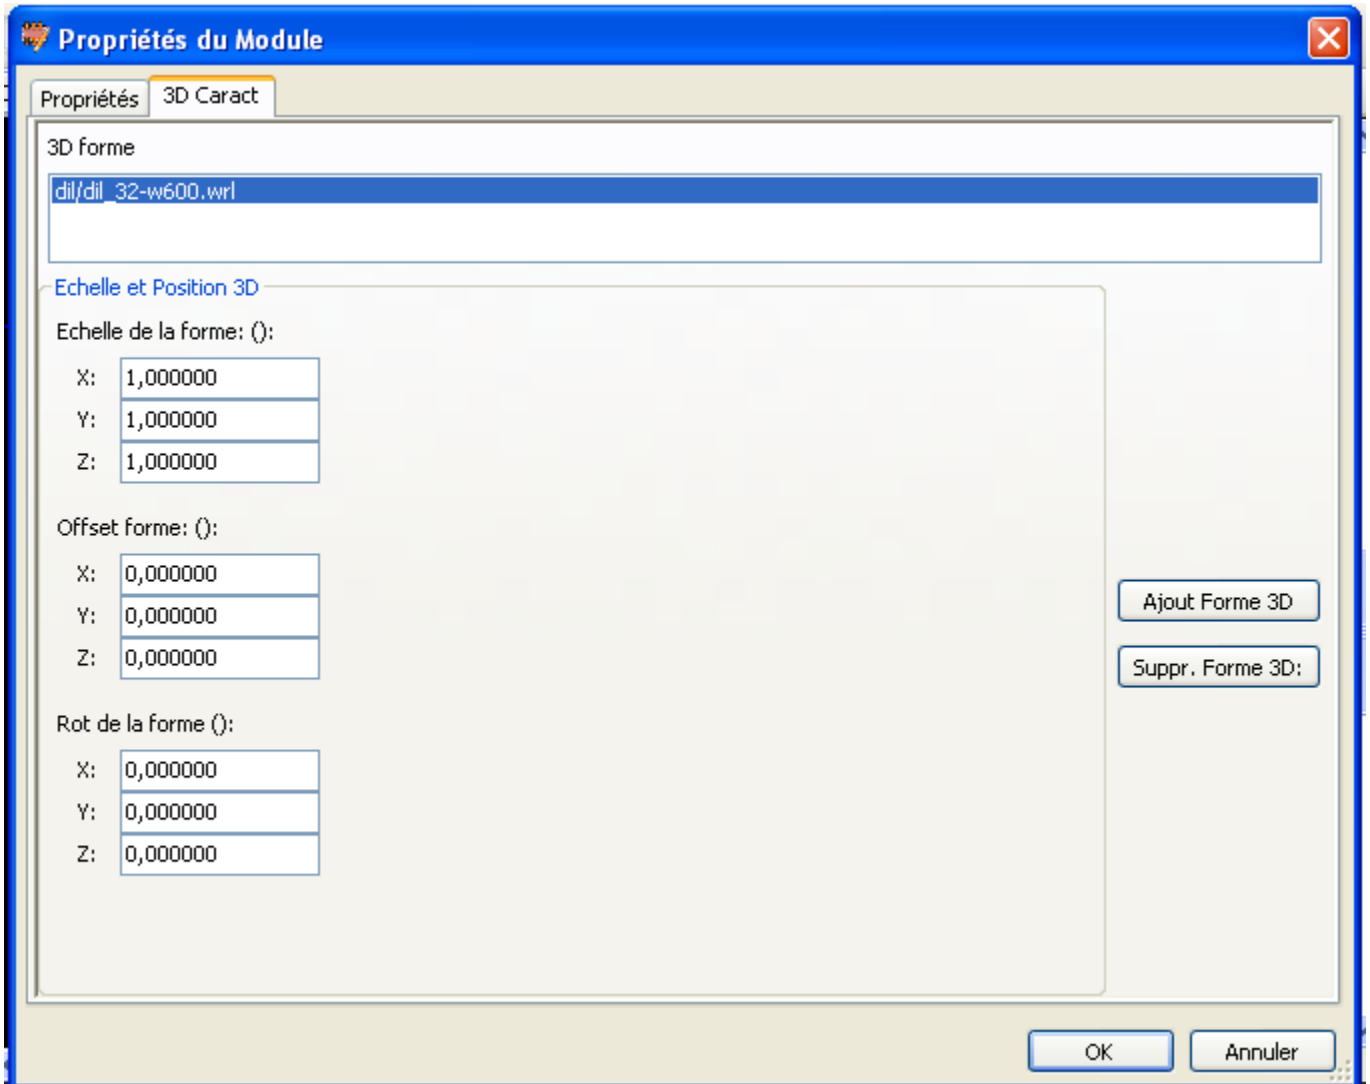 Propriétés du Module
Propriétés 3D Caract
3D forme
dil/dil_32-w600.wrl
Echelle et Position 3D
Echelle de la forme: ():
X: 1,000000
Y: 1,000000
Z: 1,000000
Offset forme: ():
X: 0,000000
Y: 0,000000
Z: 0,000000
Ajout Forme 3D
Suppr. Forme 3D:
Rot de la forme ():
X: 0,000000
Y: 0,000000
Z: 0,000000
OK Annuler